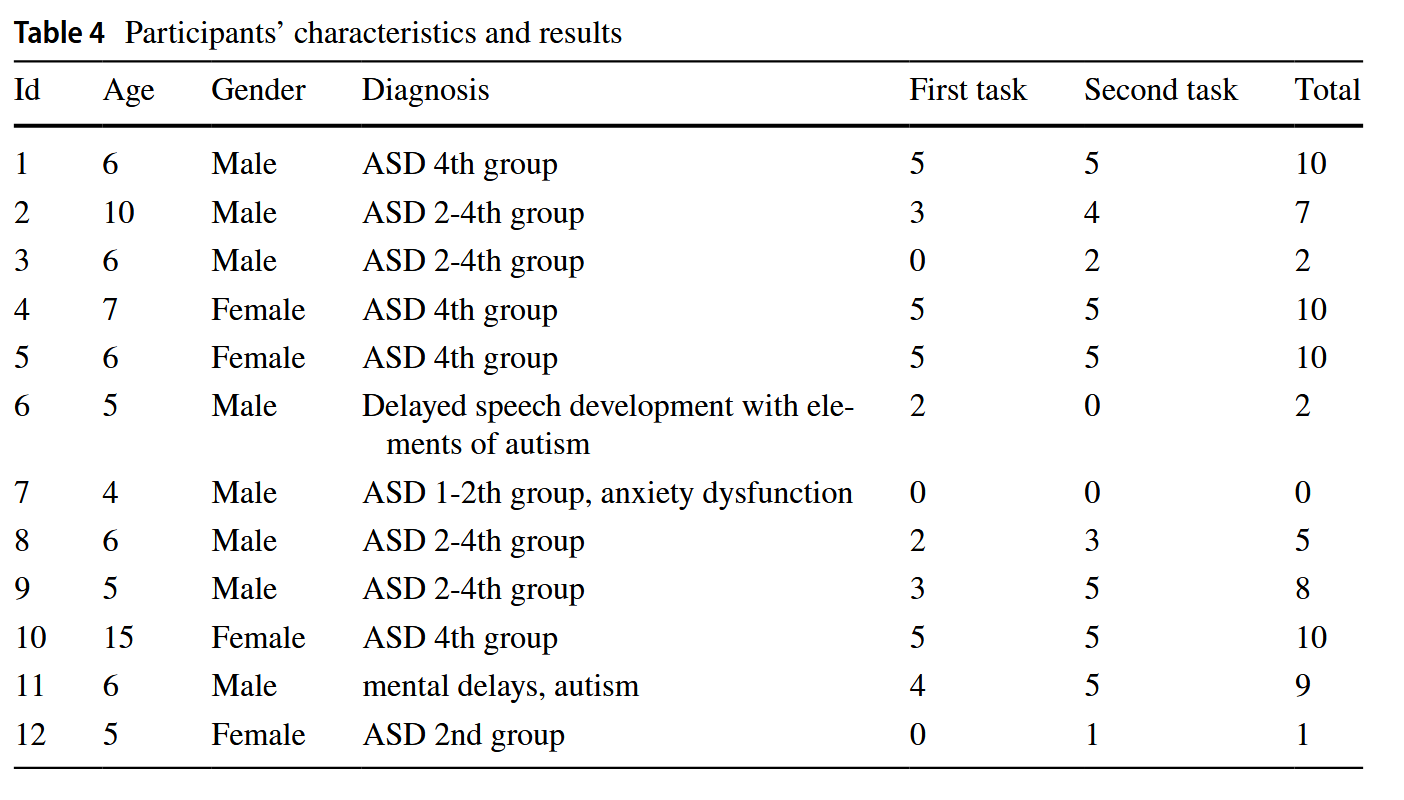 Table 4 Participants' characteristics and results
Id Age Gender Diagnosis First task Second task Total
1 6 Male ASD 4th group 5 5 10
2 10 Male ASD 2-4th group 3 4 7
3 6 Male ASD 2-4th group 0 2 2
4 7 Female ASD 4th group 5 5 10
5 6 Female ASD 4th group 5 5 10
6 5 Male Delayed speech development with ele- 2 0 2
ments of autism
7 4 Male ASD 1-2th group, anxiety dysfunction 0 0 0
8 6 Male ASD 2-4th group 2 3 5
9 5 Male ASD 2-4th group 3 5 8
10 15 Female ASD 4th group 5 5 10
11 6 Male mental delays, autism 4 5 9
12 5 Female ASD 2nd group 0 1 1